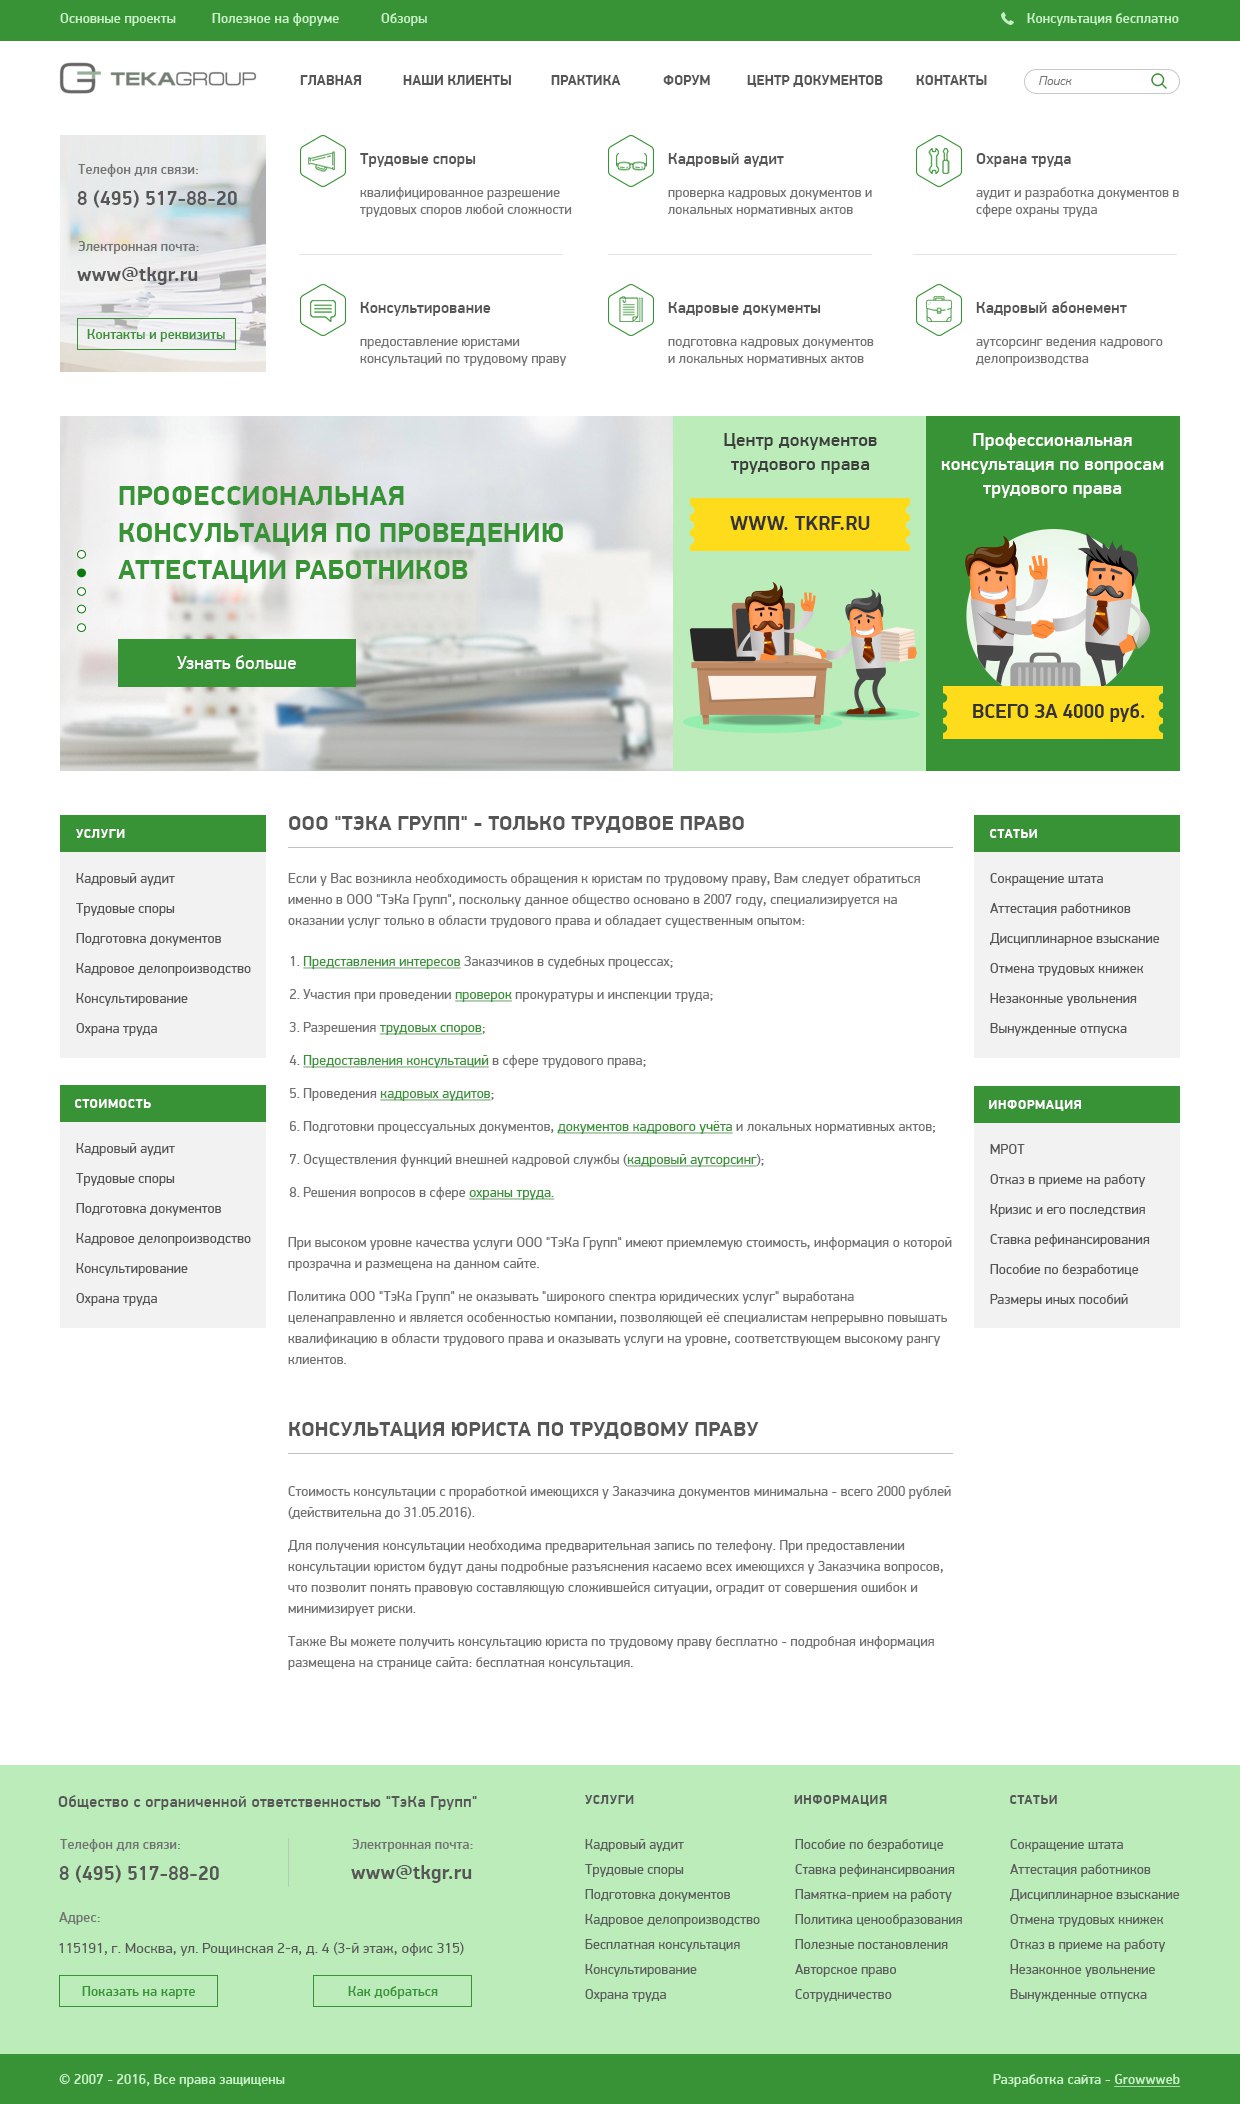 Основные проекты
Полезное на форуме
Обзоры
Консультация бесплатно
TEKAGROUP
ГЛАВНАЯ
НАШИ КЛИЕНТЫ
ПРАКТИКА
ФОРУМ
ЦЕНТР ДОКУМЕНТОВ
КОНТАКТЫ
Поиск
Телефон для связи:
8 (495) 517-88-20
Электронная почта:
www@tkgr.ru
Контакты и реквизиты
Трудовые споры
квалифицированное разрешение
трудовых споров любой сложности
Кадровый аудит
проверка кадровых документов и
локальных нормативных актов
Охрана труда
аудит и разработка документов в
сфере охраны труда
Консультирование
предоставление юристами
консультаций по трудовому праву
Кадровые документы
подготовка кадровых документов
и локальных нормативных актов
Кадровый абонемент
аутсорсинг ведения кадрового
делопроизводства
ПРОФЕССИОНАЛЬНАЯ
КОНСУЛЬТАЦИЯ ПО ПРОВЕДЕНИЮ
АТТЕСТАЦИИ РАБОТНИКОВ
Узнать больше
Центр документов
трудового права
WWW. TKRF.RU
Профессиональная
консультация по вопросам
трудового права
ВСЕГО ЗА 4000 руб.
УСЛУГИ
Кадровый аудит
Трудовые споры
Подготовка документов
Кадровое делопроизводство
Консультирование
Охрана труда
СТОИМОСТЬ
Кадровый аудит
Трудовые споры
Подготовка документов
Кадровое делопроизводство
Консультирование
Охрана труда
ООО "ТЭКА ГРУПП" - ТОЛЬКО ТРУДОВОЕ ПРАВО
Если у Вас возникла необходимость обращения к юристам по трудовому праву, Вам следует обратиться
именно в ООО "ТэКа Групп", поскольку данное общество основано в 2007 году, специализируется на
оказании услуг только в области трудового права и обладает существенным опытом:
1. Представления интересов Заказчиков в судебных процессах;
2. Участия при проведении проверок прокуратуры и инспекции труда;
3. Разрешения трудовых споров;
4. Предоставления консультаций в сфере трудового права;
5. Проведения кадровых аудитов;
6. Подготовки процессуальных документов, документов кадрового учёта и локальных нормативных актов;
7. Осуществления функций внешней кадровой службы (кадровый аутсорсинг);
8. Решения вопросов в сфере охраны труда.
При высоком уровне качества услуги ООО "ТэКа Групп" имеют приемлемую стоимость, информация о которой
прозрачна и размещена на данном сайте.
Политика ООО "ТэКа Групп" не оказывать "широкого спектра юридических услуг" выработана
целенаправленно и является особенностью компании, позволяющей её специалистам непрерывно повышать
квалификацию в области трудового права и оказывать услуги на уровне, соответствующем высокому рангу
клиентов.
КОНСУЛЬТАЦИЯ ЮРИСТА ПО ТРУДОВОМУ ПРАВУ
Стоимость консультации с проработкой имеющихся у Заказчика документов минимальна - всего 2000 рублей
(действительна до 31.05.2016).
Для получения консультации необходима предварительная запись по телефону. При предоставлении
консультации юристом будут даны подробные разъяснения касаемо всех имеющихся у Заказчика вопросов,
что позволит понять правовую составляющую сложившейся ситуации, оградит от совершения ошибок и
минимизирует риски.
Также Вы можете получить консультацию юриста по трудовому праву бесплатно - подробная информация
размещена на странице сайта: бесплатная консультация.
СТАТЬИ
Сокращение штата
Аттестация работников
Дисциплинарное взыскание
Отмена трудовых книжек
Незаконные увольнения
Вынужденные отпуска
ИНФОРМАЦИЯ
МРОТ
Отказ в приеме на работу
Кризис и его последствия
Ставка рефинансирования
Пособие по безработице
Размеры иных пособий
Общество с ограниченной ответственностью "ТэКа Групп"
Телефон для связи:
8 (495) 517-88-20
Электронная почта:
www@tkgr.ru
Адрес:
115191, г. Москва, ул. Рощинская 2-я, д. 4 (3-й этаж, офис 315)
Показать на карте
Как добраться
УСЛУГИ
Кадровый аудит
Трудовые споры
Подготовка документов
Кадровое делопроизводство
Бесплатная консультация
Консультирование
Охрана труда
ИНФОРМАЦИЯ
Пособие по безработице
Ставка рефинансирвоания
Памятка-прием на работу
Политика ценообразования
Полезные постановления
Авторское право
Сотрудничество
СТАТЬИ
Сокращение штата
Аттестация работников
Дисциплинарное взыскание
Отмена трудовых книжек
Отказ в приеме на работу
Незаконное увольнение
Вынужденные отпуска
© 2007 - 2016, Все права защищены
Разработка сайта - Growwweb